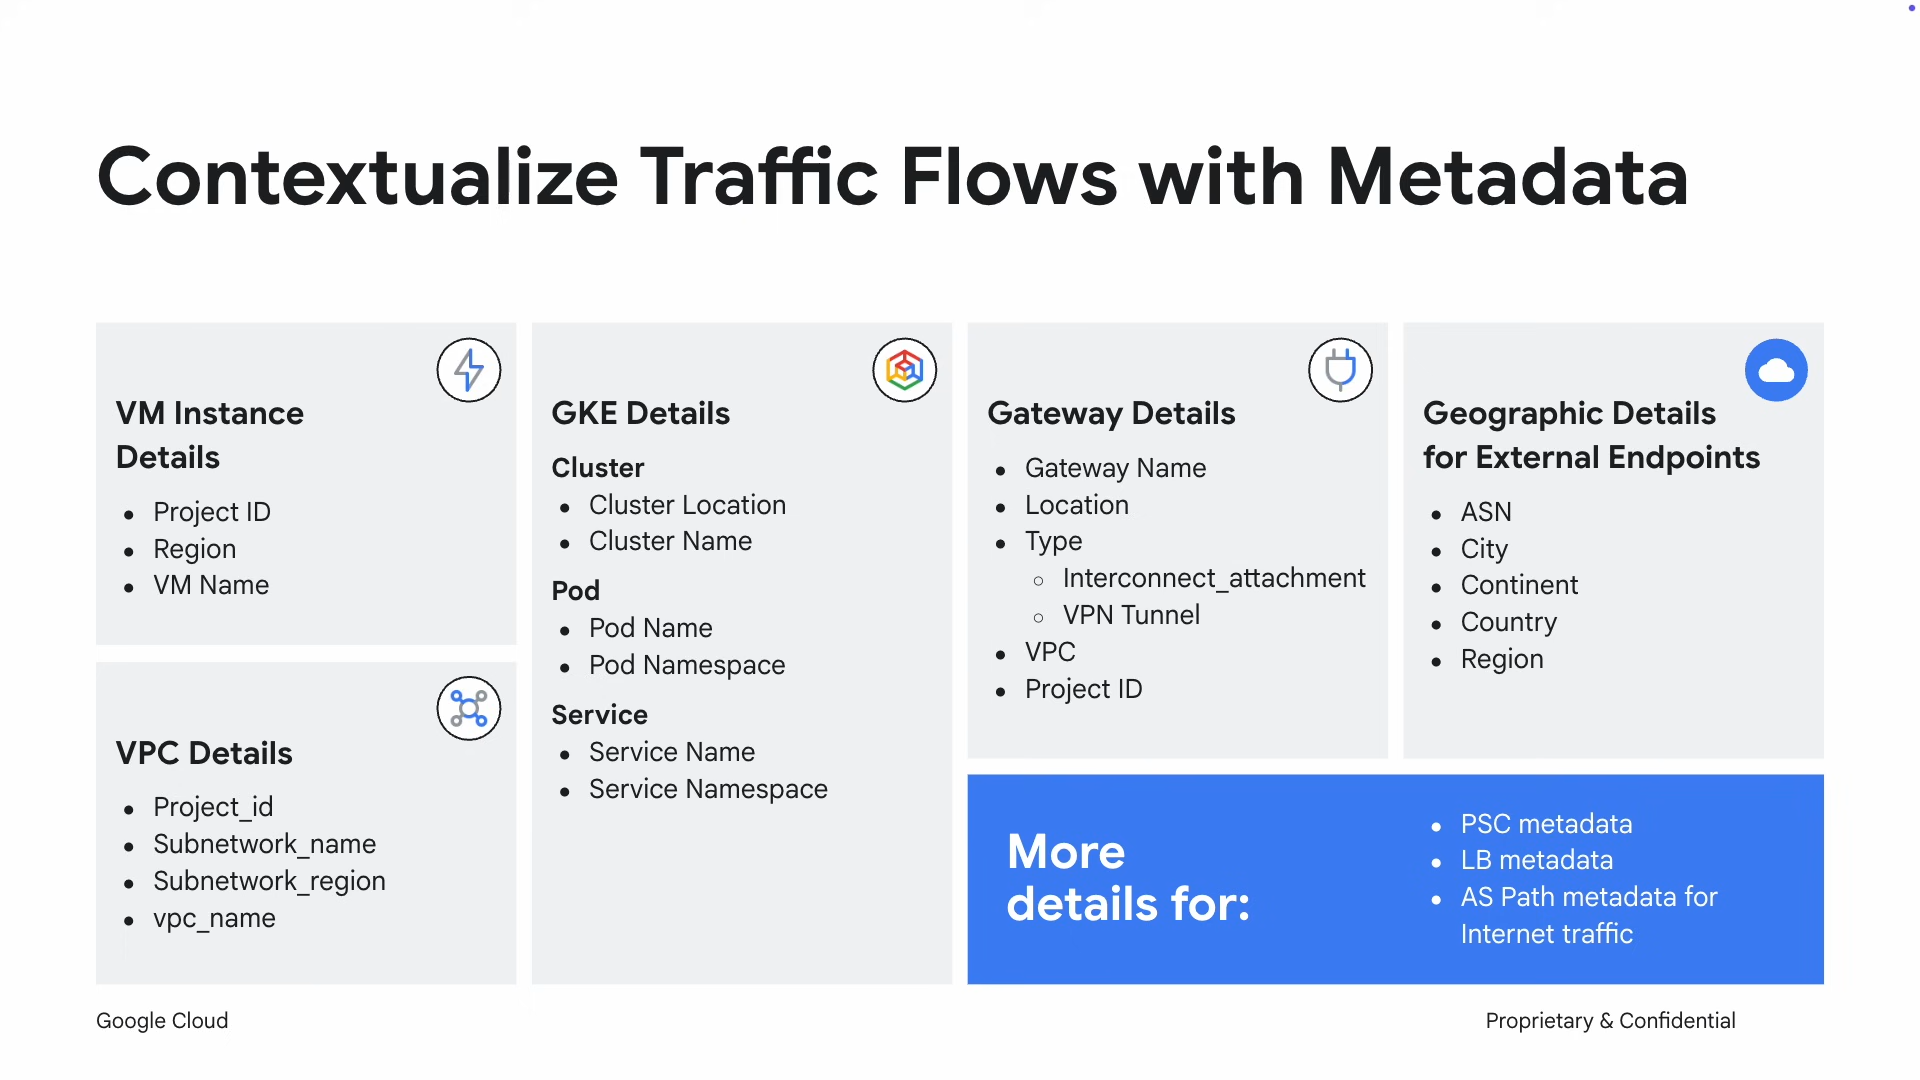 Contextualize Traffic Flows with Metadata
VM Instance
Details
Project ID
Region
VM Name
VPC Details
Project_id
Subnetwork_name
Subnetwork_region
vpc_name
GKE Details
Cluster
Cluster Location
Cluster Name
Pod
Pod Name
Pod Namespace
Service
Service Name
Service Namespace
Gateway Details
Gateway Name
Location
Type
Interconnect_attachment
VPN Tunnel
VPC
Project ID
Geographic Details
for External Endpoints
ASN
City
Continent
Country
Region
More
details for:
PSC metadata
LB metadata
AS Path metadata for
Internet traffic
Google Cloud
Proprietary & Confidential